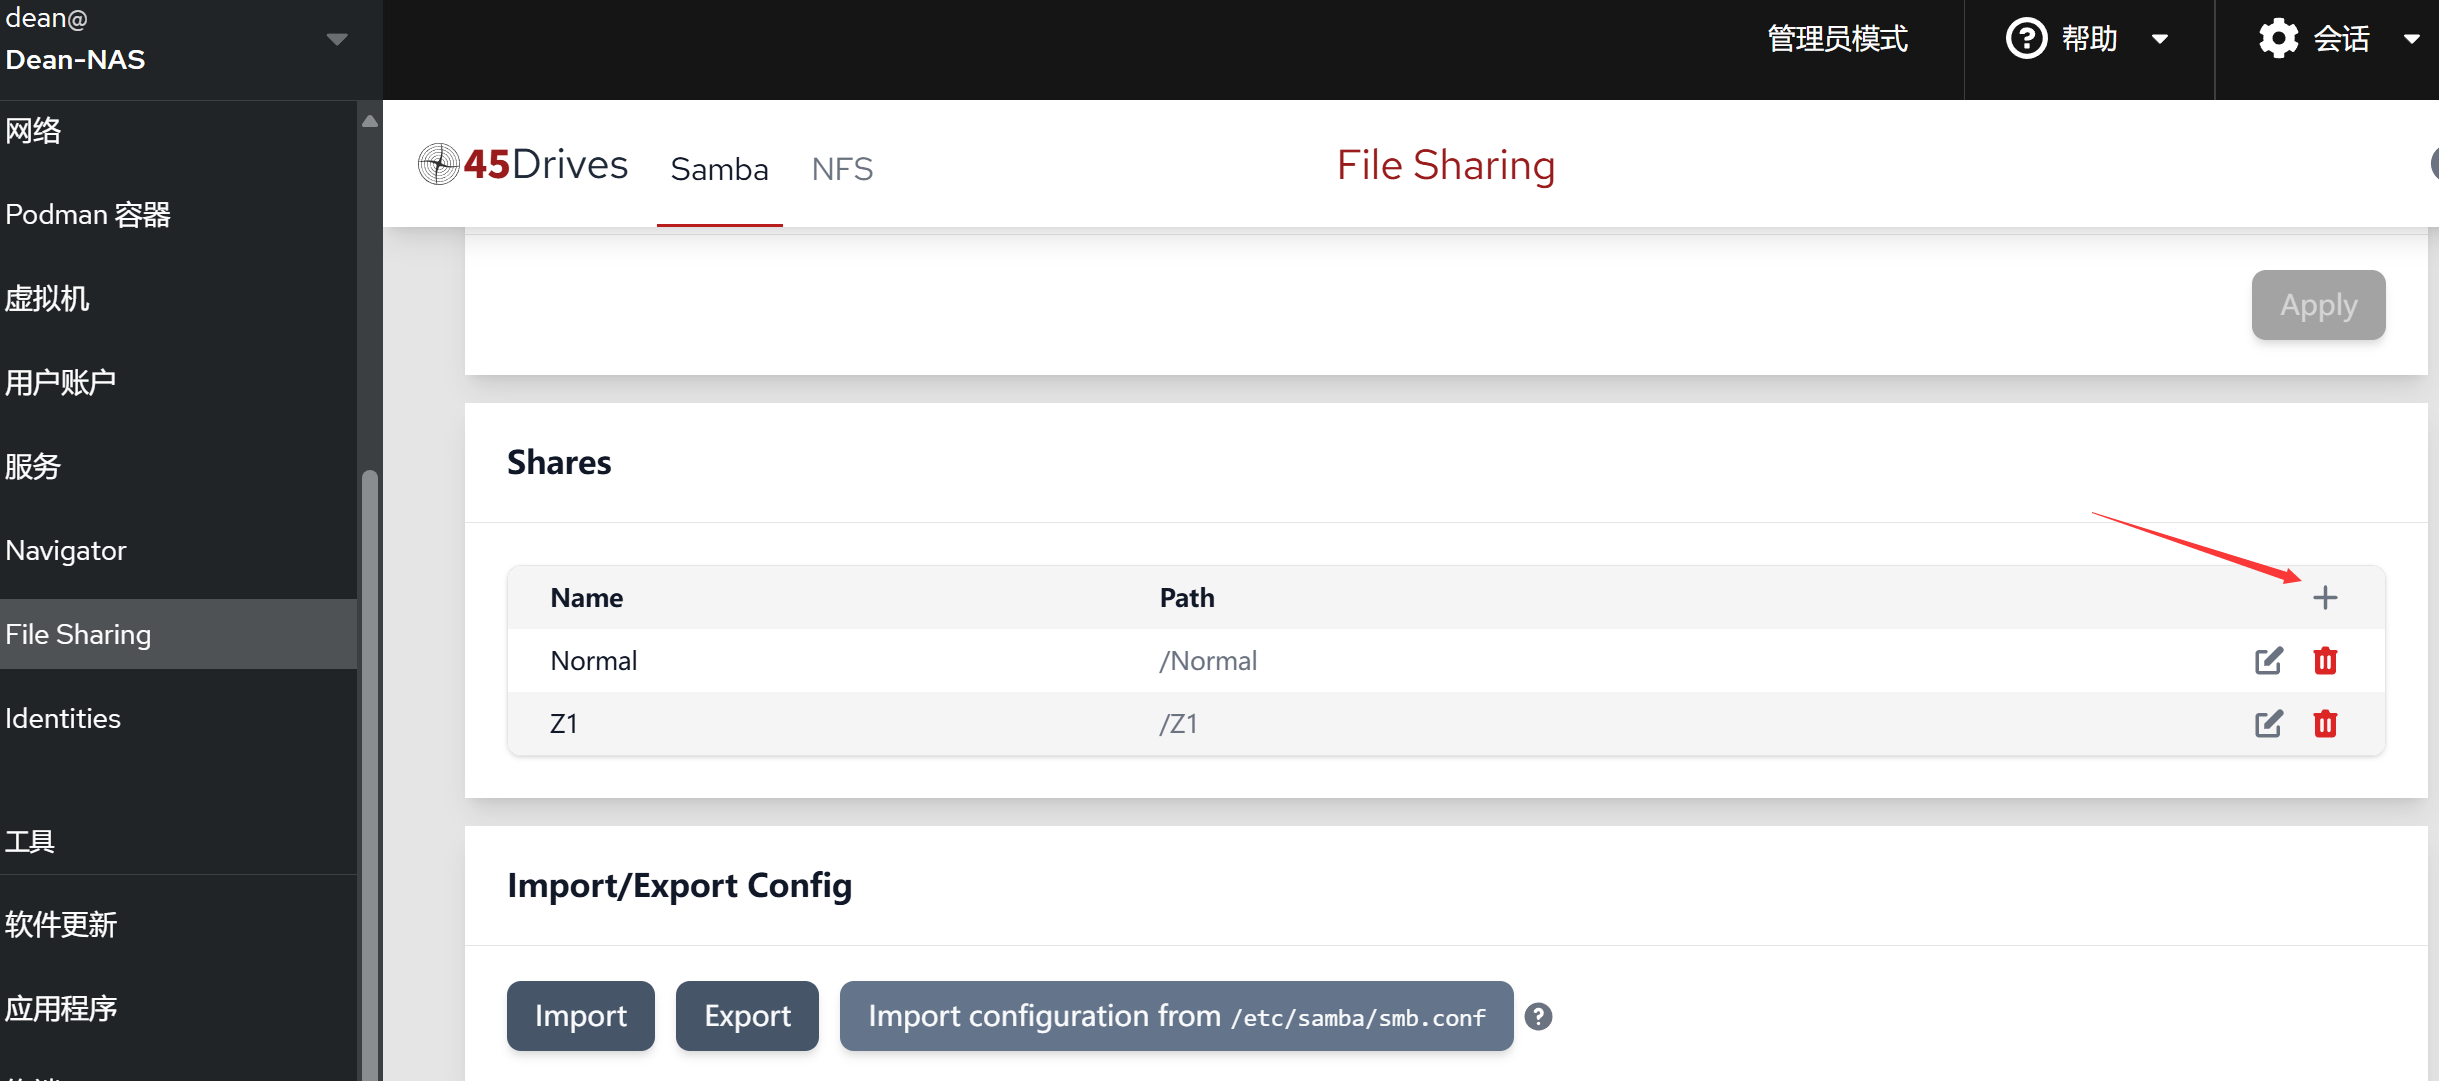 dean@
Dean-NAS
管理员模式
帮助
会话
网络
Podman 容器
虚拟机
用户账户
服务
Navigator
File Sharing
Identities
工具
软件更新
应用程序
45Drives
Samba
NFS
File Sharing
Apply
Shares
Name
Path
Normal
/Normal
Z1
/Z1
Import/Export Config
Import
Export
Import configuration from /etc/samba/smb.conf